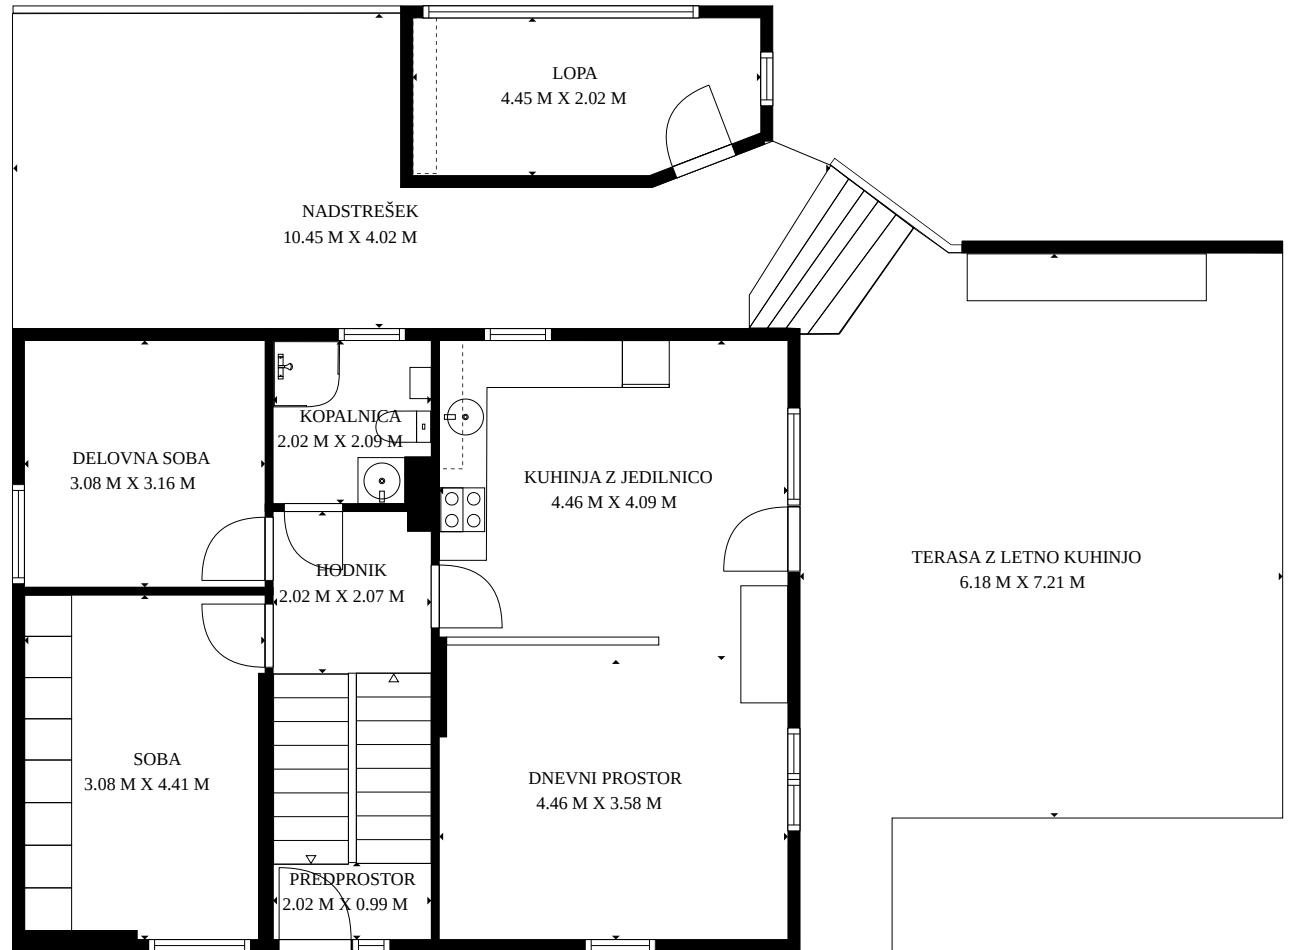 LOPA
4.45 M X 2.02 M
NADSTREŠEK
10.45 M X 4.02 M
KOPALNICA
2.02 M X 2.09 M
DELOVNA SOBA
3.08 M X 3.16 M
KUHINJA Z JEDILNICO
4.46 M X 4.09 M
TERASA Z LETNO KUHINJO
6.18 M X 7.21 M
HODNIK
2.02 M X 2.07 M
SOBA
3.08 M X 4.41 M
DNEVNI PROSTOR
4.46 M X 3.58 M
PREDPROSTOR
2.02 M X 0.99 M